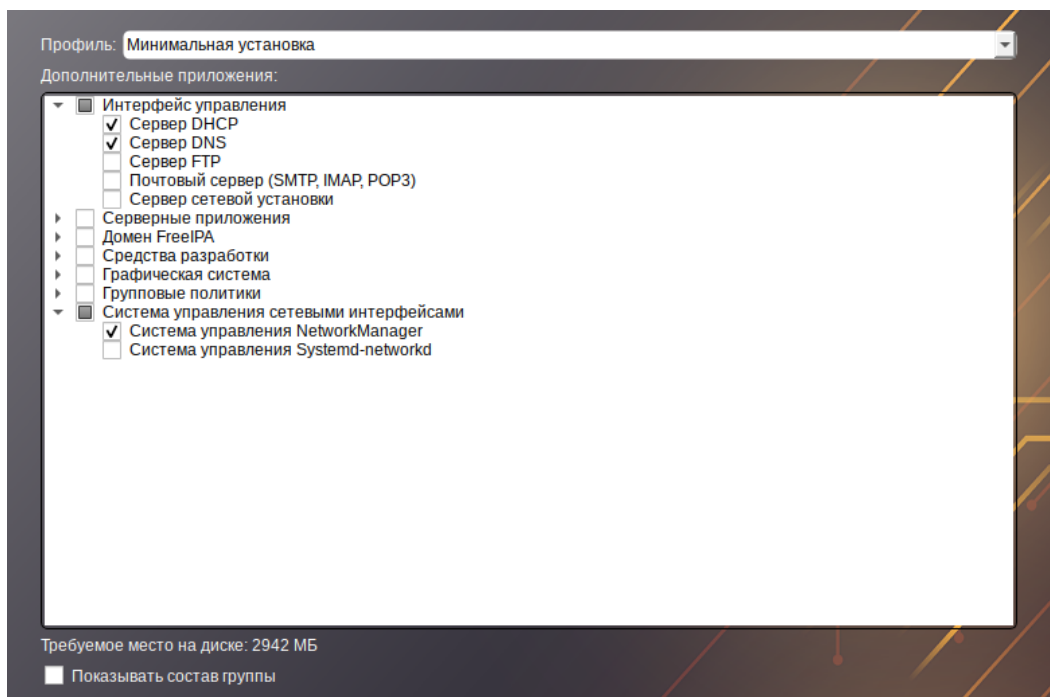 Профиль: Минимальная установка
Дополнительные приложения:
Интерфейс управления
Сервер DHCP
Сервер DNS
Сервер FTP
Почтовый сервер (SMTP, IMAP, POP3)
Сервер сетевой установки
Серверные приложения
Домен FreeIPA
Средства разработки
Графическая система
Групповые политики
Система управления сетевыми интерфейсами
Система управления NetworkManager
Система управления Systemd-networkd
Требуемое место на диске: 2942 МБ
Показывать состав группы